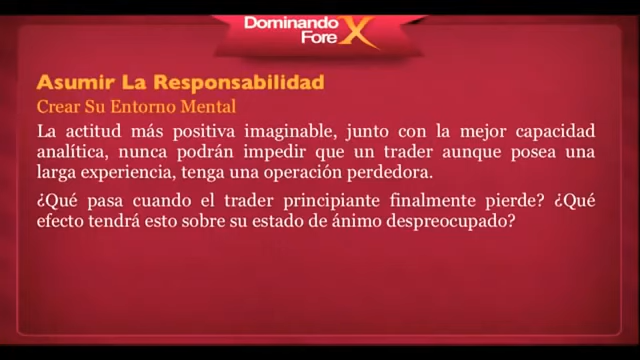 Dominando
Forex
Asumir La Responsabilidad
Crear Su Entorno Mental
La actitud más positiva imaginable, junto con la mejor capacidad
analítica, nunca podrán impedir que un trader aunque posea una
larga experiencia, tenga una operación perdedora.
¿Qué pasa cuando el trader principiante finalmente pierde? ¿Qué
efecto tendrá esto sobre su estado de ánimo despreocupado?